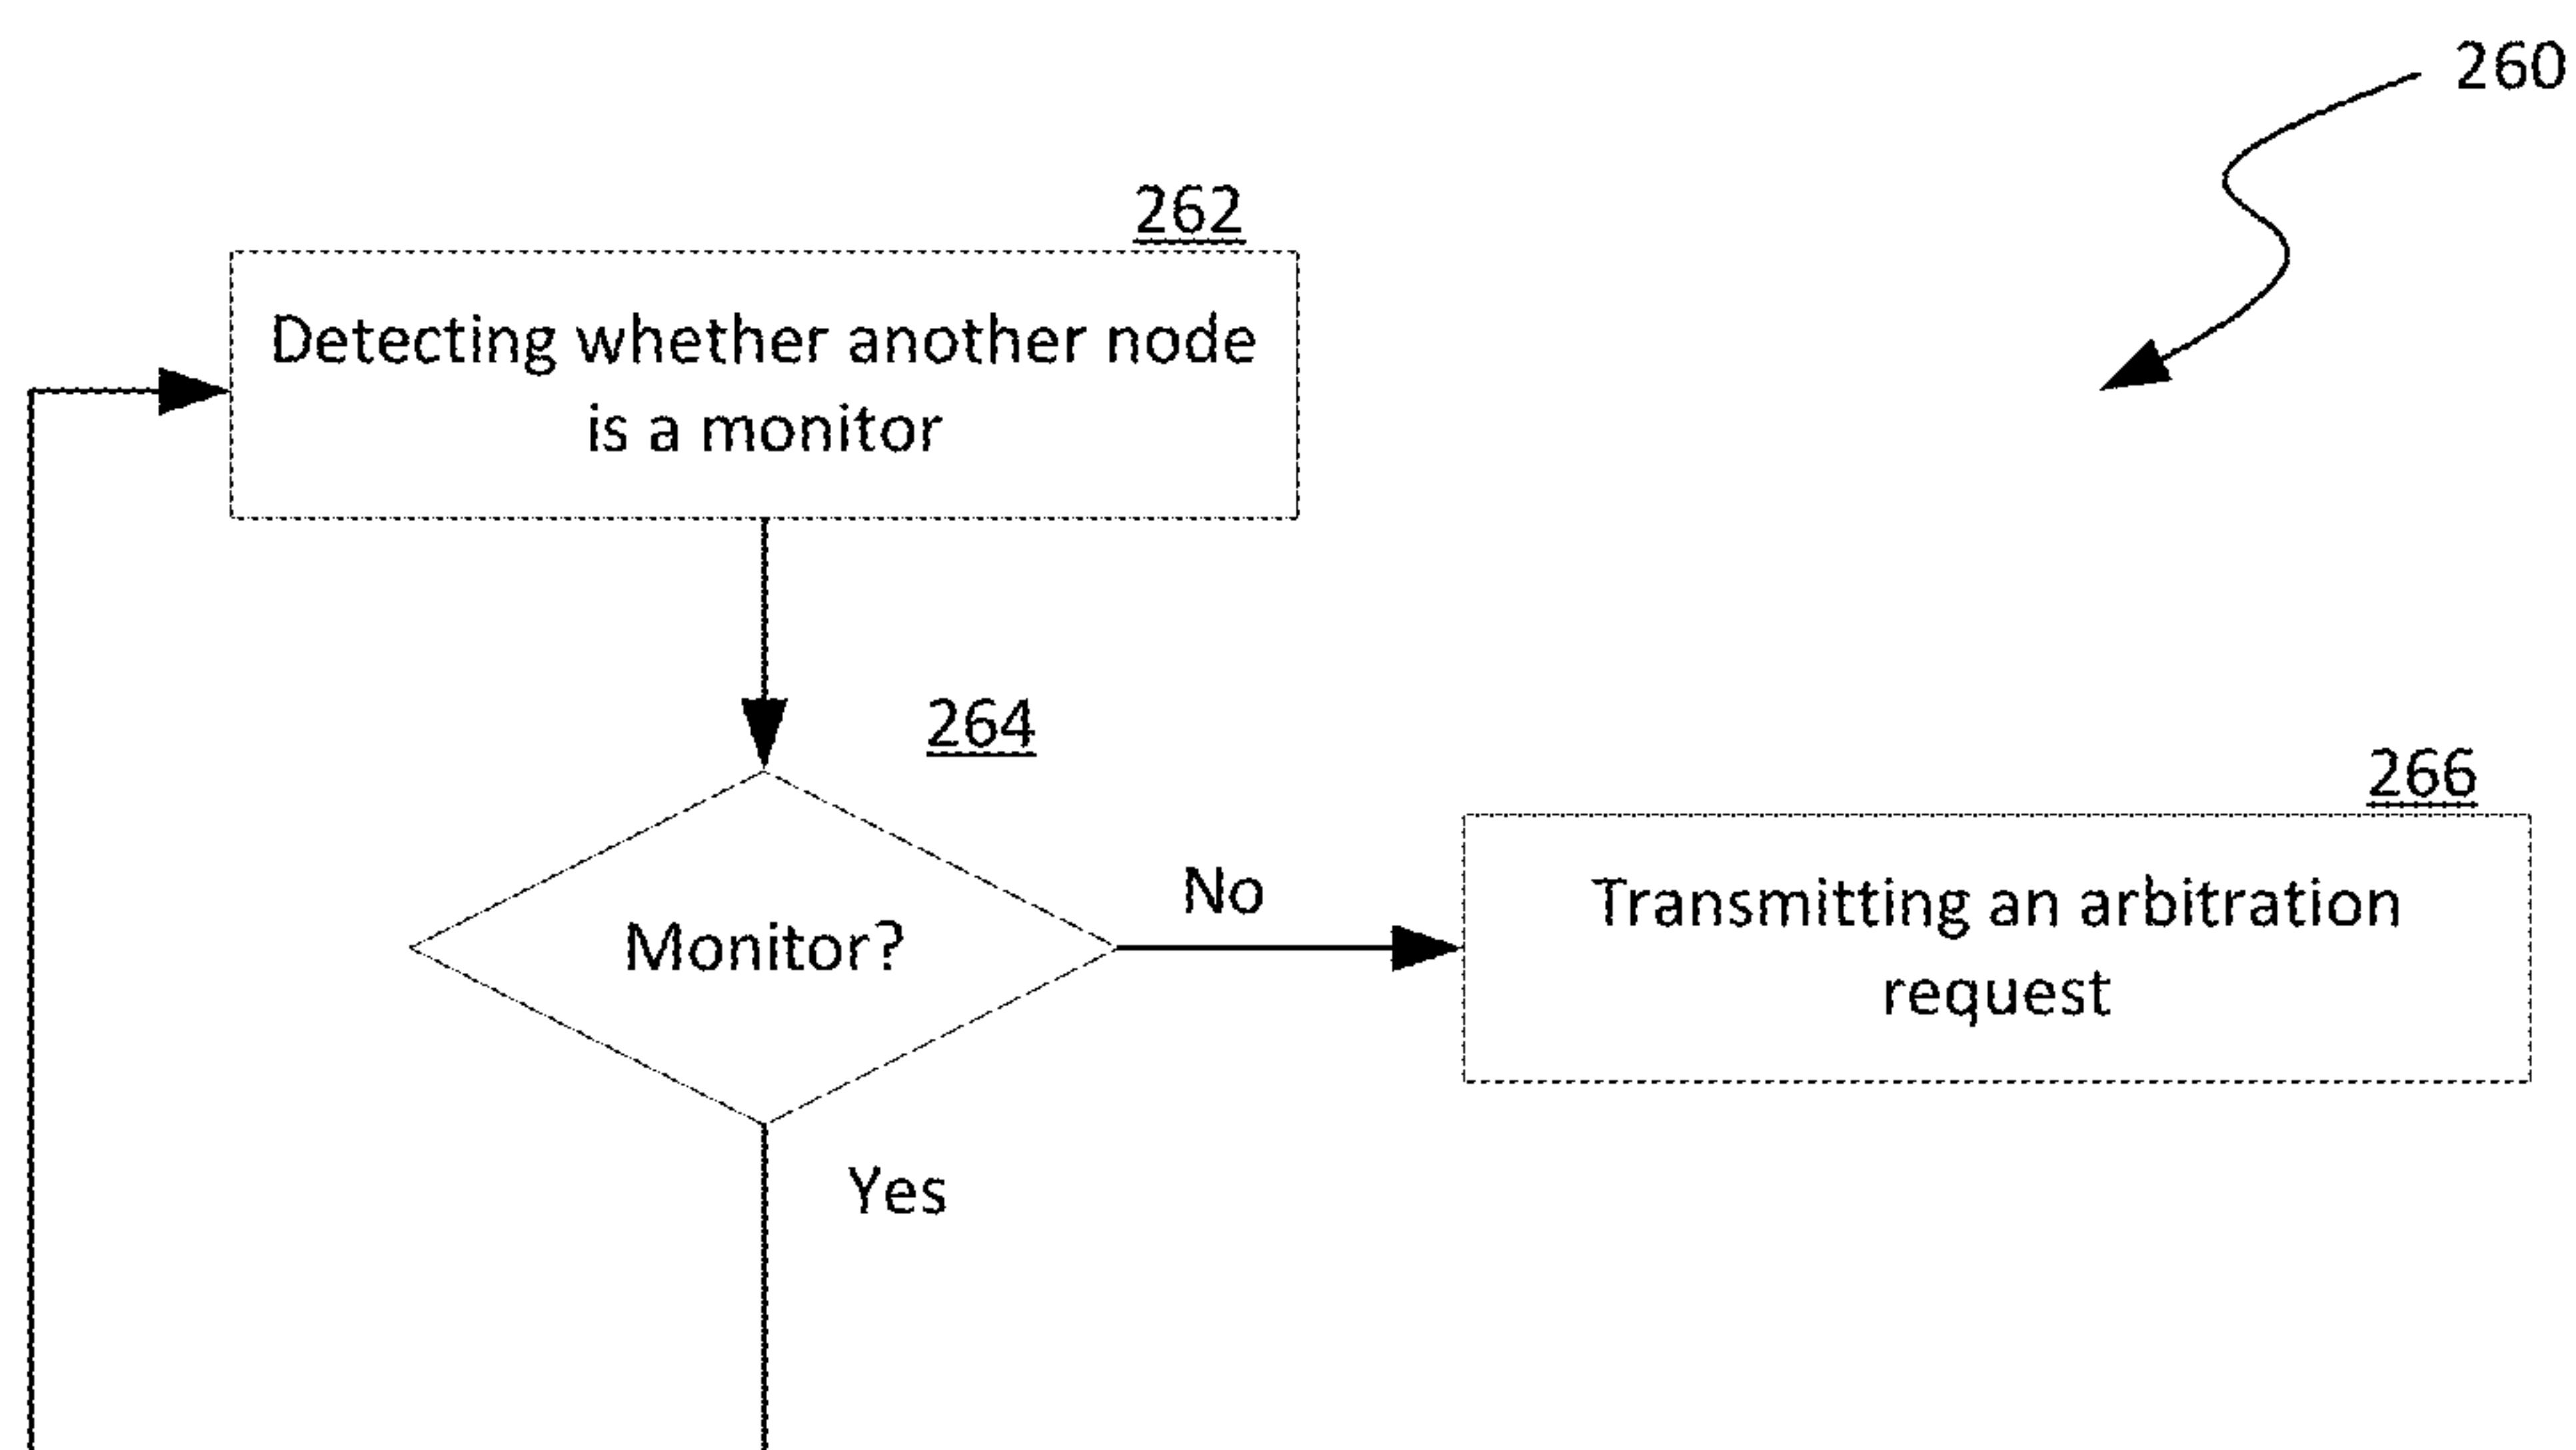 260
262
Detecting whether another node
is a monitor
264
266
Monitor?
No
Transmitting an arbitration
request
Yes